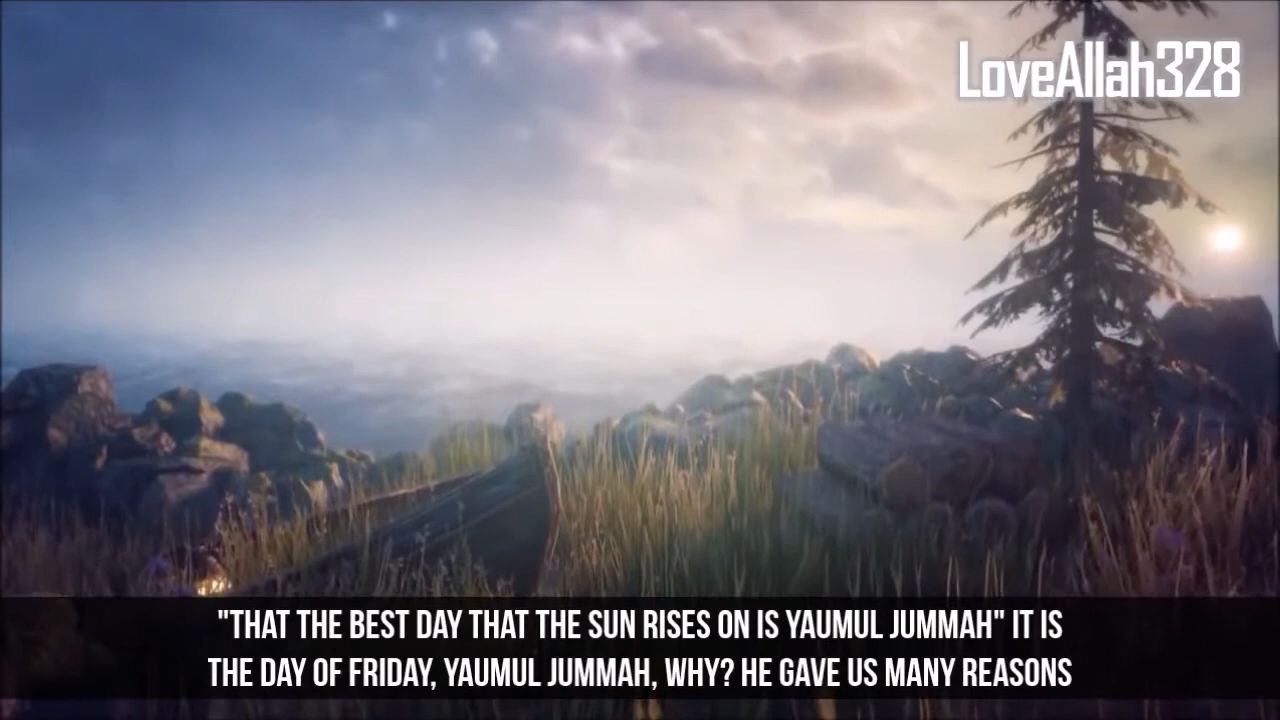 LoveAllah328
"THAT THE BEST DAY THAT THE SUN RISES ON IS YAUMUL JUMMAH" IT IS
THE DAY OF FRIDAY, YAUMUL JUMMAH, WHY? HE GAVE US MANY REASONS